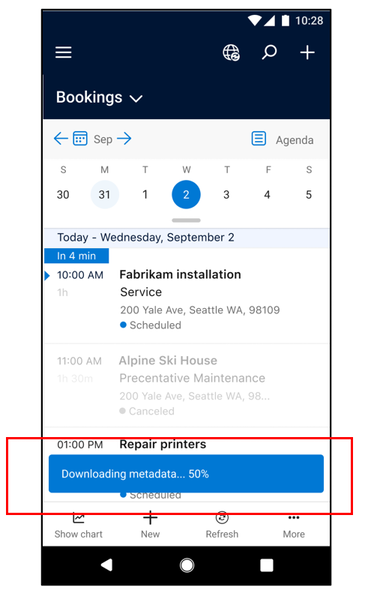 10:28
Bookings
Sep
Agenda
S M T W T F S
30 31 1 2 3 4 5
Today - Wednesday, September 2
In 4 min
10:00 AM Fabrikam installation
1h Service
200 Yale Ave, Seattle WA, 98109
Scheduled
11:00 AM Alpine Ski House
1h 30m Precentative Maintenance
200 Yale Ave, Seattle WA, 98...
Canceled
01:00 PM Repair printers
Downloading metadata... 50%
Scheduled
Show chart New Refresh More